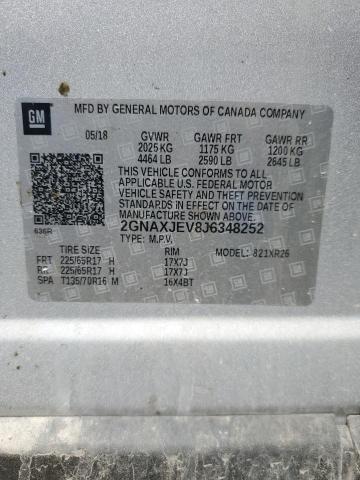 GM
MFD BY GENERAL MOTORS OF CANADA COMPANY
05/18 GVWR GAWR FRT GAWR RR
2025 KG 1175 KG 1200 KG
4464 LB 2590 LB 2645 LB
THIS VEHICLE CONFORMS TO ALL
APPLICABLE U.S. FEDERAL MOTOR
VEHICLE SAFETY AND THEFT PREVENTION
STANDARDS IN EFFECT ON THE DATE OF
MANUFACTURE SHOWN ABOVE.
636R 2GNAXJEV8J6348252
TYPE: M.P.V. MODEL: 821XR26
TIRE SIZE RIM
FRT 225/65R17 H 17X7J
RR 225/65R17 H 17X7J
SPA T135/70R16 M 16X4BT